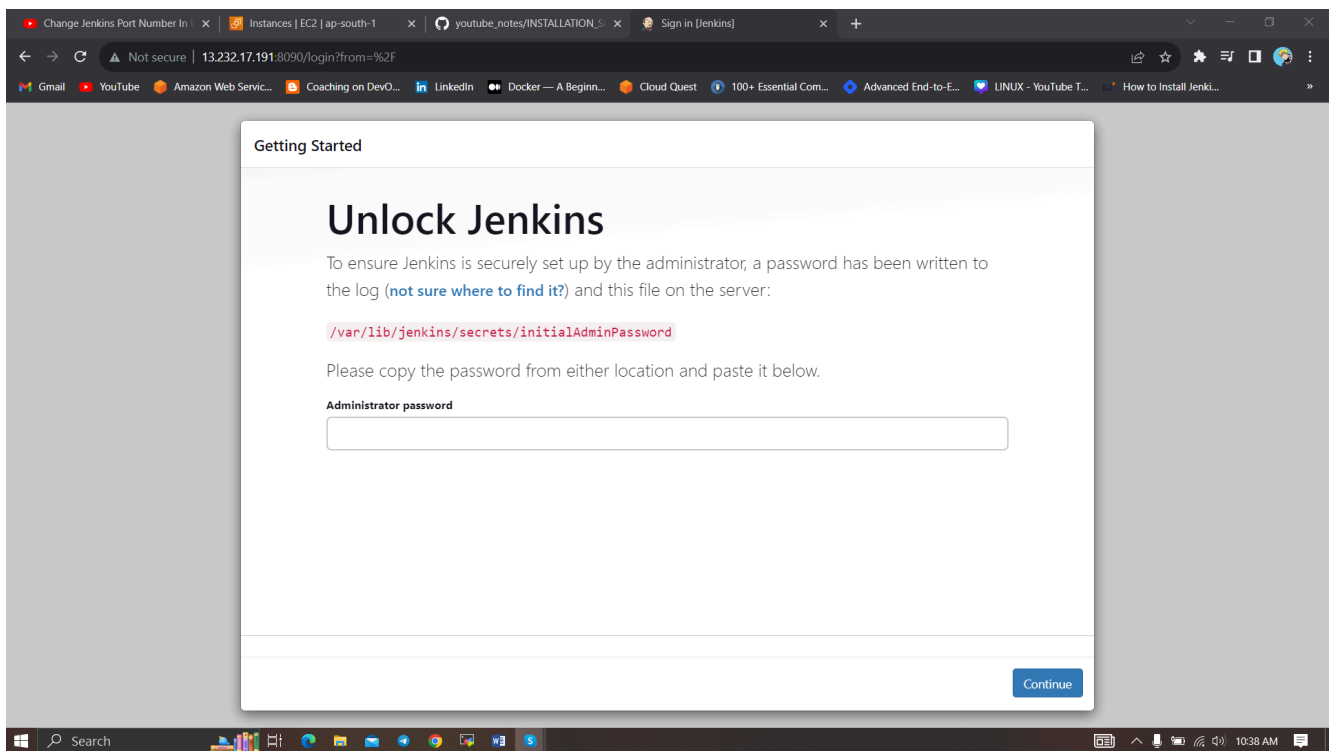 Change Jenkins Port Number In U
Instances | EC2 | ap-south-1
youtube_notes/INSTALLATION_S
Sign in [Jenkins]
Not secure | 13.232.17.191:8090/login?from=%2F
Gmail YouTube Amazon Web Servic... Coaching on DevO... LinkedIn Docker — A Beginn... Cloud Quest 100+ Essential Com... Advanced End-to-E... LINUX - YouTube T... How to Install Jenki... »
Getting Started
Unlock Jenkins
To ensure Jenkins is securely set up by the administrator, a password has been written to
the log (not sure where to find it?) and this file on the server:
/var/lib/jenkins/secrets/initialAdminPassword
Please copy the password from either location and paste it below.
Administrator password
Continue
Search
10:38 AM